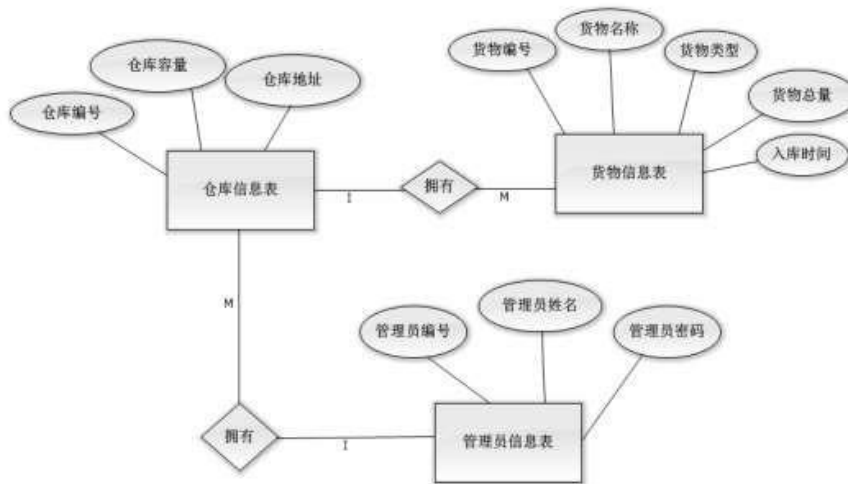 货物名称
货物编号
货物类型
仓库容量
仓库地址
货物总量
仓库编号
入库时间
仓库信息表
拥有
货物信息表
I
M
M
管理员姓名
管理员编号
管理员密码
拥有
管理员信息表
I